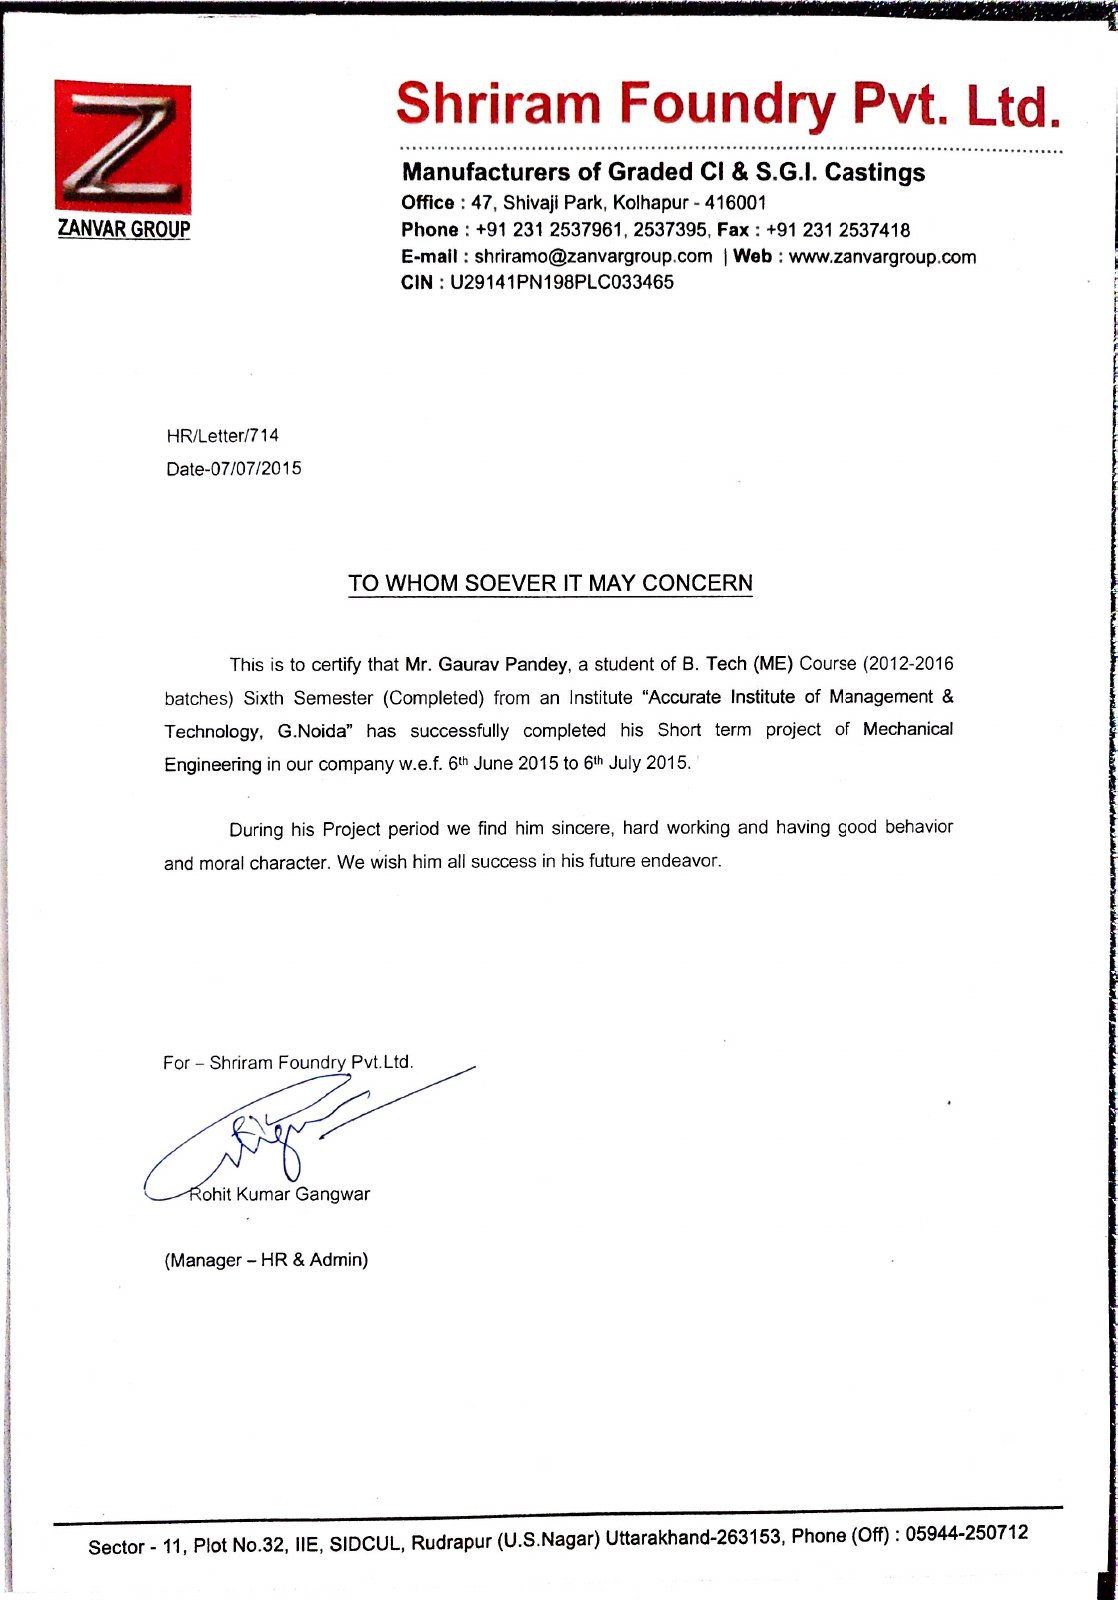 Shriram Foundry Pvt. Ltd.
ZANVAR GROUP
Manufacturers of Graded CI & S.G.I. Castings
Office : 47, Shivaji Park, Kolhapur - 416001
Phone : +91 231 2537961, 2537395, Fax : +91 231 2537418
E-mail : shriramo@zanvargroup.com | Web : www.zanvargroup.com
CIN : U29141PN198PLC033465
HR/Letter/714
Date-07/07/2015
TO WHOM SOEVER IT MAY CONCERN
This is to certify that Mr. Gaurav Pandey, a student of B. Tech (ME) Course (2012-2016
batches) Sixth Semester (Completed) from an Institute “Accurate Institute of Management &
Technology, G.Noida” has successfully completed his Short term project of Mechanical
Engineering in our company w.e.f. 6th June 2015 to 6th July 2015.
During his Project period we find him sincere, hard working and having good behavior
and moral character. We wish him all success in his future endeavor.
For – Shriram Foundry Pvt.Ltd.
Rohit Kumar Gangwar
(Manager – HR & Admin)
Sector - 11, Plot No.32, IIE, SIDCUL, Rudrapur (U.S.Nagar) Uttarakhand-263153, Phone (Off) : 05944-250712